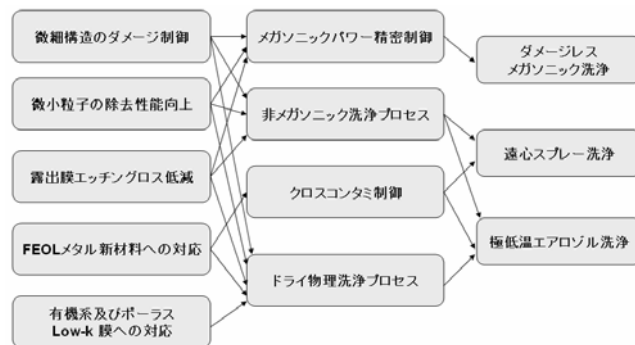 微細構造のダメージ制御
微小粒子の除去性能向上
露出膜エッチングロス低減
FEOLメタル新材料への対応
有機系及びポーラス
Low-k 膜への対応
メガソニックパワー精密制御
非メガソニック洗浄プロセス
クロスコンタミ制御
ドライ物理洗浄プロセス
ダメージレス
メガソニック洗浄
遠心スプレー洗浄
極低温エアロゾル洗浄